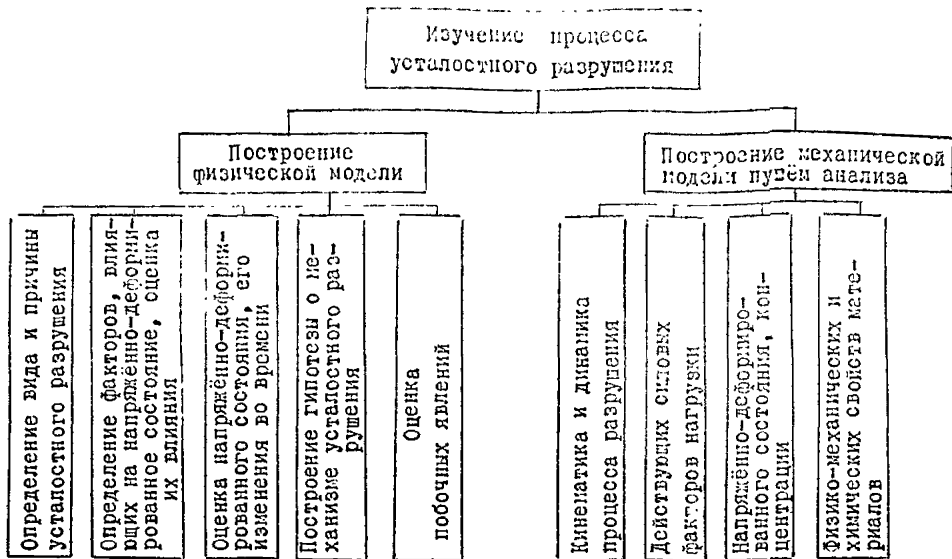 Изучение процесса
усталостного разрушения
Построение
физической модели
Построение механической
модели путём анализа
Определение вида и причины
усталостного разрушения
Определение факторов, влия-
ющих на напряжённо-деформи-
рованное состояние, оценка
их влияния
Оценка напряжённо-деформи-
рованного состояния, его
изменения во времени
Построение гипотезы о ме-
ханизме усталостного раз-
рушения
Оценка
побочных явлений
Кинематика и динамика
процесса разрушения
Действующих силовых
факторов нагрузки
Напряжённо-деформиро-
ванного состояния, кон-
центрации
Физико-механических и
химических свойств мате-
риалов